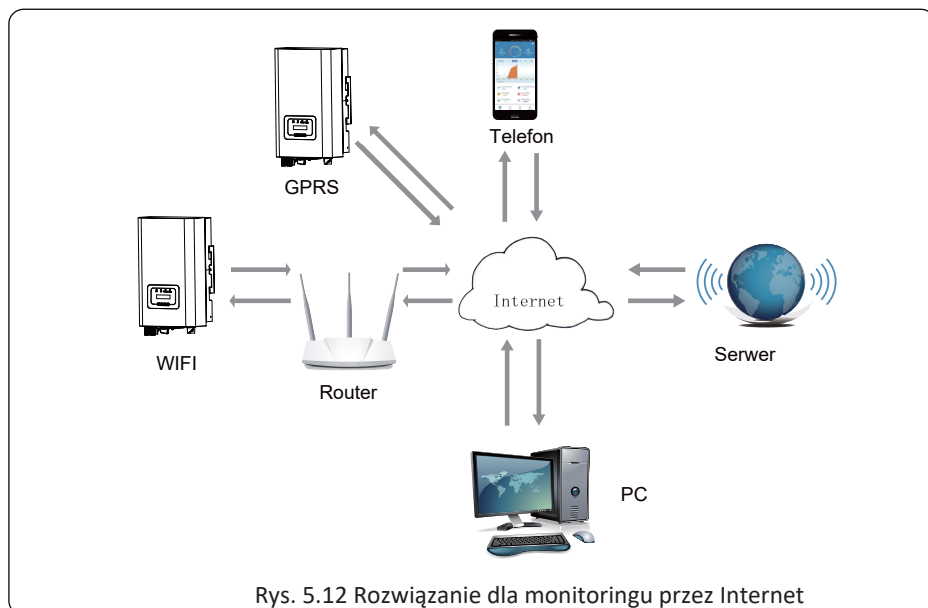 Telefon
GPRS
Internet
WIFI
Router
Serwer
PC
Rys. 5.12 Rozwiązanie dla monitoringu przez Internet